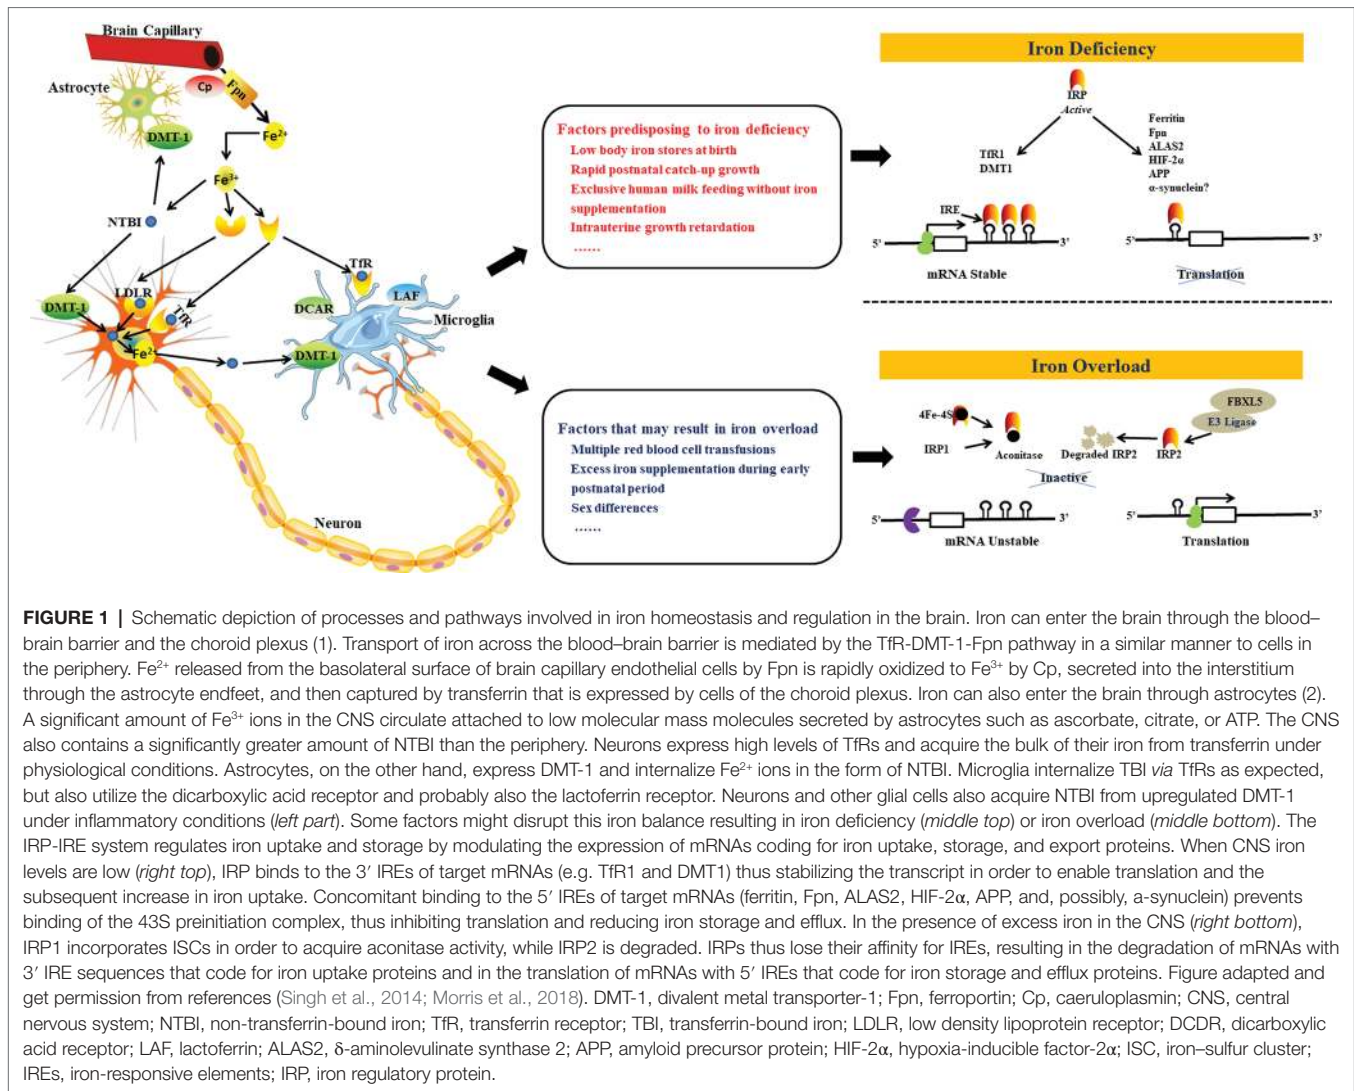 Brain Capillary
Astrocyte
Cp
Fpn
DMT-1
Fe²⁺
Fe³⁺
NTBI
TfR
LDLR
DMT-1
TfR
DCAR
LAF
Microglia
Fe²⁺
DMT-1
Neuron
Factors predisposing to iron deficiency
Low body iron stores at birth
Rapid postnatal catch-up growth
Exclusive human milk feeding without iron
supplementation
Intrauterine growth retardation
……
Factors that may result in iron overload
Multiple red blood cell transfusions
Excess iron supplementation during early
postnatal period
Sex differences
……
Iron Deficiency
IRP
Active
TfR1
DMT1
Ferritin
Fpn
ALAS2
HIF-2α
APP
α-synuclein?
IRE
5' 3'
mRNA Stable
5' 3'
Translation
Iron Overload
4Fe-4S
IRP1
Aconitase
Degraded IRP2
IRP2
FBXL5
E3 Ligase
Inactive
5' 3'
mRNA Unstable
5' 3'
Translation
FIGURE 1 | Schematic depiction of processes and pathways involved in iron homeostasis and regulation in the brain. Iron can enter the brain through the blood–
brain barrier and the choroid plexus (1). Transport of iron across the blood–brain barrier is mediated by the TfR-DMT-1-Fpn pathway in a similar manner to cells in
the periphery. Fe²⁺ released from the basolateral surface of brain capillary endothelial cells by Fpn is rapidly oxidized to Fe³⁺ by Cp, secreted into the interstitium
through the astrocyte endfeet, and then captured by transferrin that is expressed by cells of the choroid plexus. Iron can also enter the brain through astrocytes (2).
A significant amount of Fe³⁺ ions in the CNS circulate attached to low molecular mass molecules secreted by astrocytes such as ascorbate, citrate, or ATP. The CNS
also contains a significantly greater amount of NTBI than the periphery. Neurons express high levels of TfRs and acquire the bulk of their iron from transferrin under
physiological conditions. Astrocytes, on the other hand, express DMT-1 and internalize Fe²⁺ ions in the form of NTBI. Microglia internalize TBI via TfRs as expected,
but also utilize the dicarboxylic acid receptor and probably also the lactoferrin receptor. Neurons and other glial cells also acquire NTBI from upregulated DMT-1
under inflammatory conditions (left part). Some factors might disrupt this iron balance resulting in iron deficiency (middle top) or iron overload (middle bottom). The
IRP-IRE system regulates iron uptake and storage by modulating the expression of mRNAs coding for iron uptake, storage, and export proteins. When CNS iron
levels are low (right top), IRP binds to the 3′ IREs of target mRNAs (e.g. TfR1 and DMT1) thus stabilizing the transcript in order to enable translation and the
subsequent increase in iron uptake. Concomitant binding to the 5′ IREs of target mRNAs (ferritin, Fpn, ALAS2, HIF-2α, APP, and, possibly, a-synuclein) prevents
binding of the 43S preinitiation complex, thus inhibiting translation and reducing iron storage and efflux. In the presence of excess iron in the CNS (right bottom),
IRP1 incorporates ISCs in order to acquire aconitase activity, while IRP2 is degraded. IRPs thus lose their affinity for IREs, resulting in the degradation of mRNAs with
3′ IRE sequences that code for iron uptake proteins and in the translation of mRNAs with 5′ IREs that code for iron storage and efflux proteins. Figure adapted and
get permission from references (Singh et al., 2014; Morris et al., 2018). DMT-1, divalent metal transporter-1; Fpn, ferroportin; Cp, caeruloplasmin; CNS, central
nervous system; NTBI, non-transferrin-bound iron; TfR, transferrin receptor; TBI, transferrin-bound iron; LDLR, low density lipoprotein receptor; DCDR, dicarboxylic
acid receptor; LAF, lactoferrin; ALAS2, δ-aminolevulinate synthase 2; APP, amyloid precursor protein; HIF-2α, hypoxia-inducible factor-2α; ISC, iron–sulfur cluster;
IREs, iron-responsive elements; IRP, iron regulatory protein.